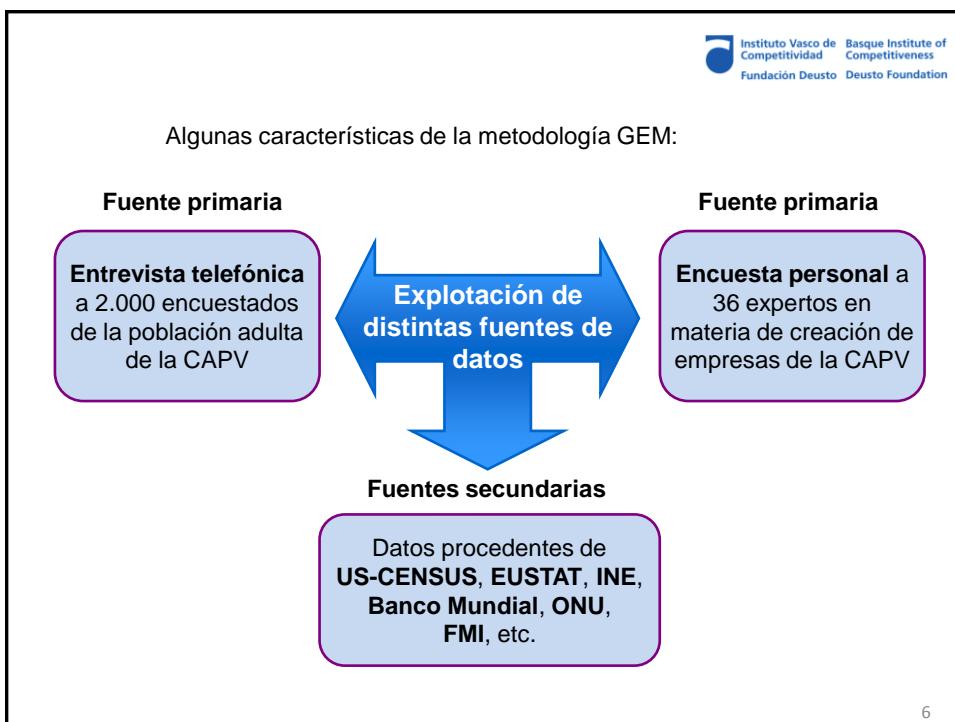 Instituto Vasco de Competitividad
Fundación Deusto
Basque Institute of Competitiveness
Deusto Foundation
Algunas características de la metodología GEM:
Fuente primaria
Entrevista telefónica
a 2.000 encuestados
de la población adulta
de la CAPV
Explotación de
distintas fuentes de
datos
Fuente primaria
Encuesta personal a
36 expertos en
materia de creación de
empresas de la CAPV
Fuentes secundarias
Datos procedentes de
US-CENSUS, EUSTAT, INE,
Banco Mundial, ONU,
FMI, etc.
6